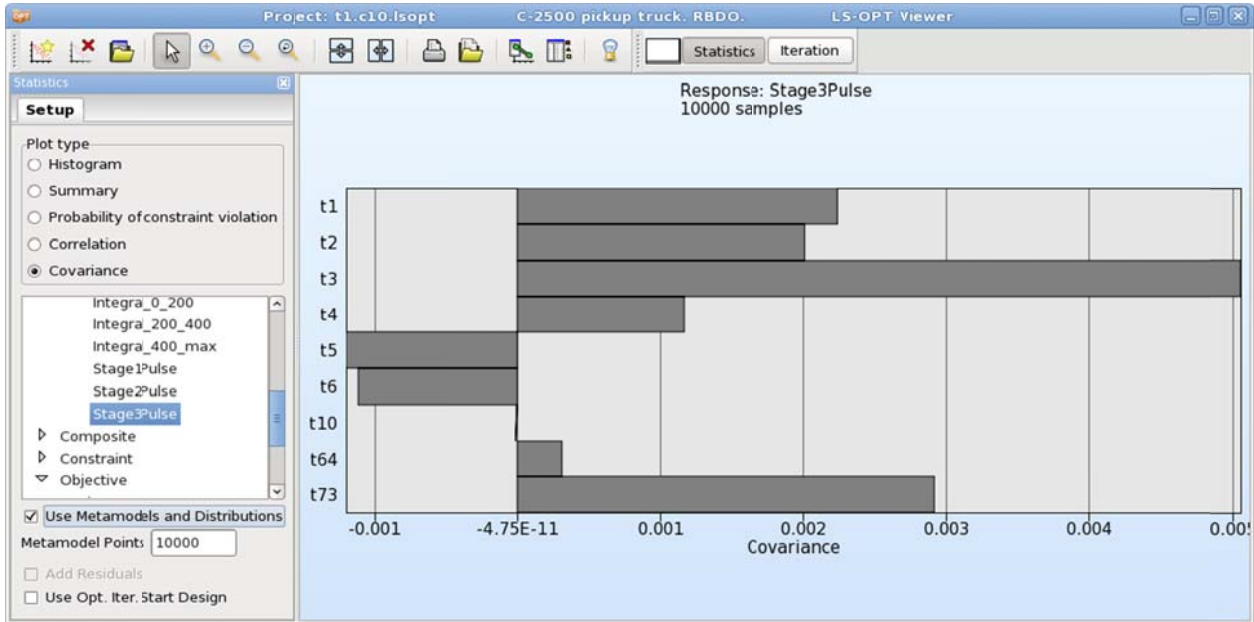 Project: t1.c10.lsopt C-2500 pickup truck. RBDO. LS-OPT Viewer
Statistics Iteration
Statistics
Setup
Plot type
Histogram
Summary
Probability of constraint violation
Correlation
Covariance
Integra_0_200
Integra_200_400
Integra_400_max
Stage1Pulse
Stage2Pulse
Stage3Pulse
Composite
Constraint
Objective
Use Metamodels and Distributions
Metamodel Points 10000
Add Residuals
Use Opt. Iter. Start Design
Response: Stage3Pulse
10000 samples
t1
t2
t3
t4
t5
t6
t10
t64
t73
-0.001 -4.75E-11 0.001 0.002 0.003 0.004
Covariance